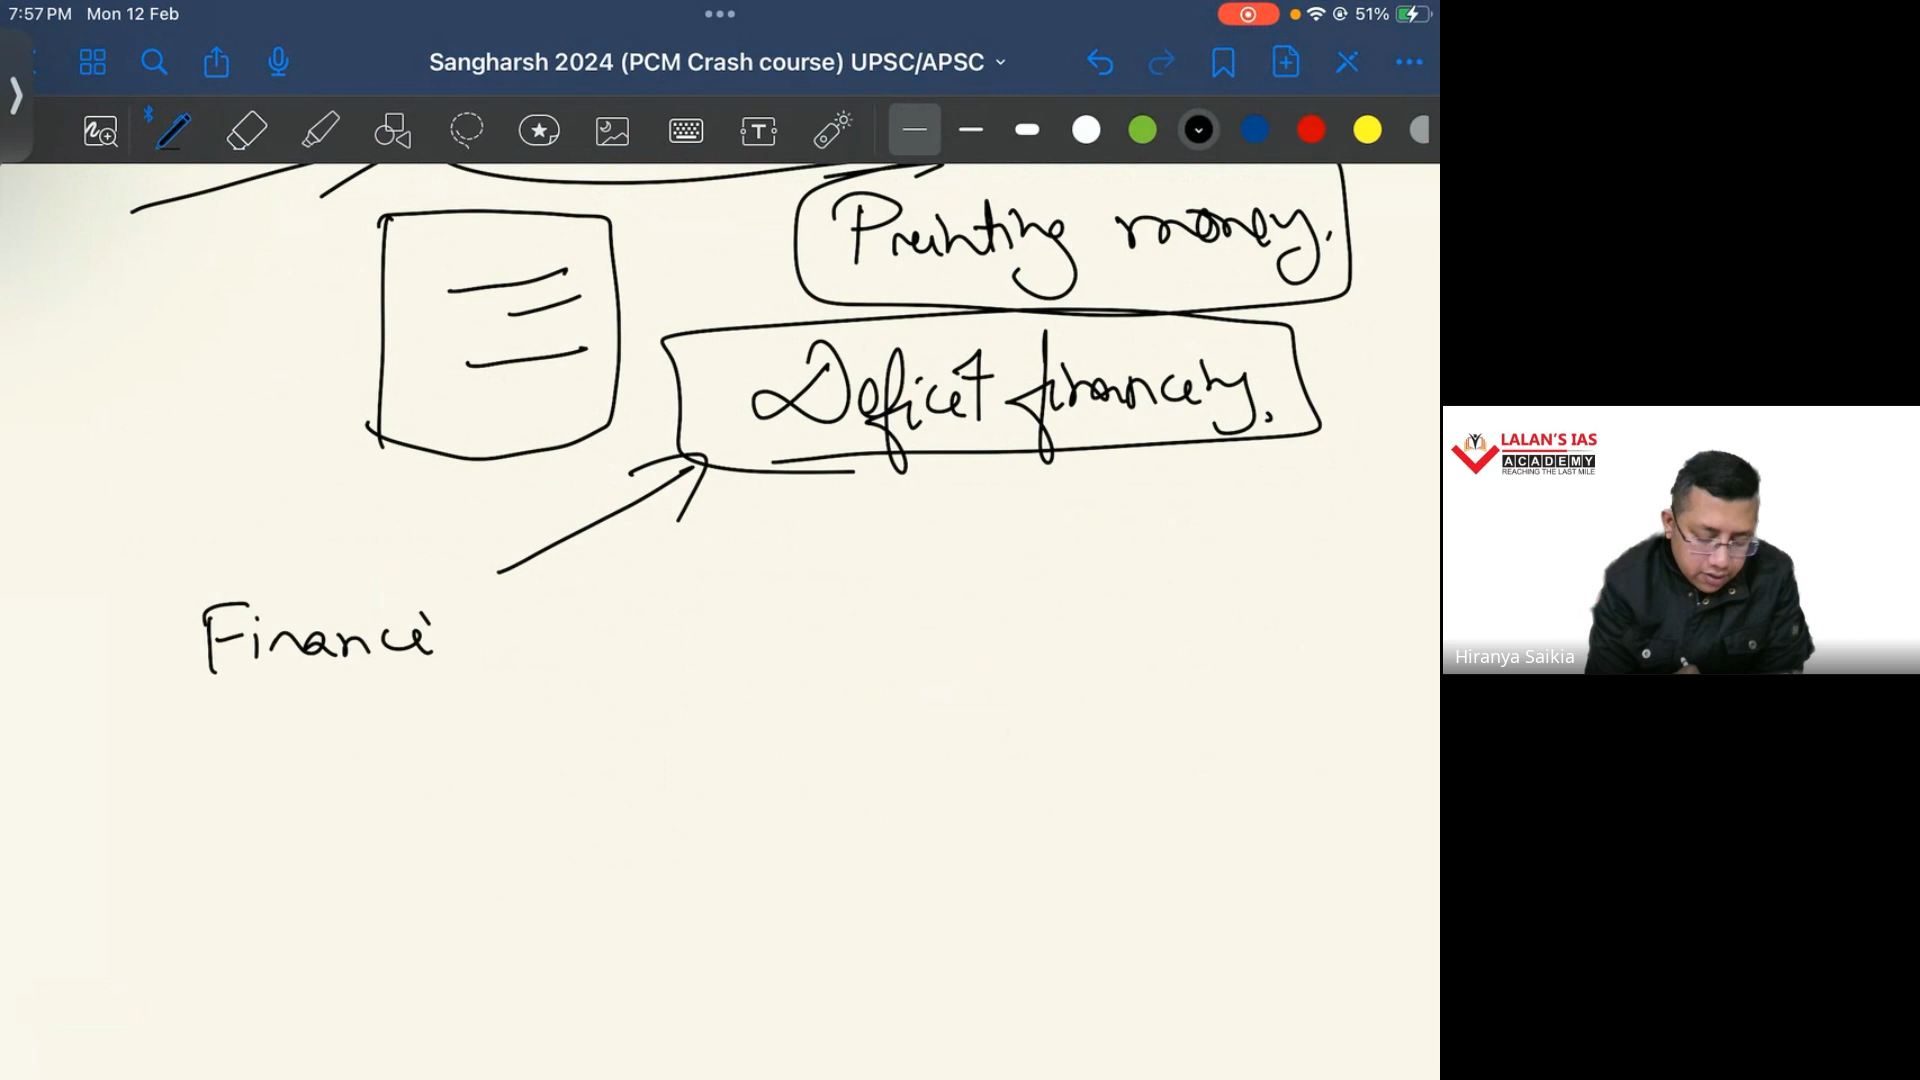 7:57 PM Mon 12 Feb
51%
Sangharsh 2024 (PCM Crash course) UPSC/APSC
T
Printing money.
Deficit financing.
Financi
LALAN'S IAS
ACADEMY
REACHING THE LAST MILE
Hiranya Saikia